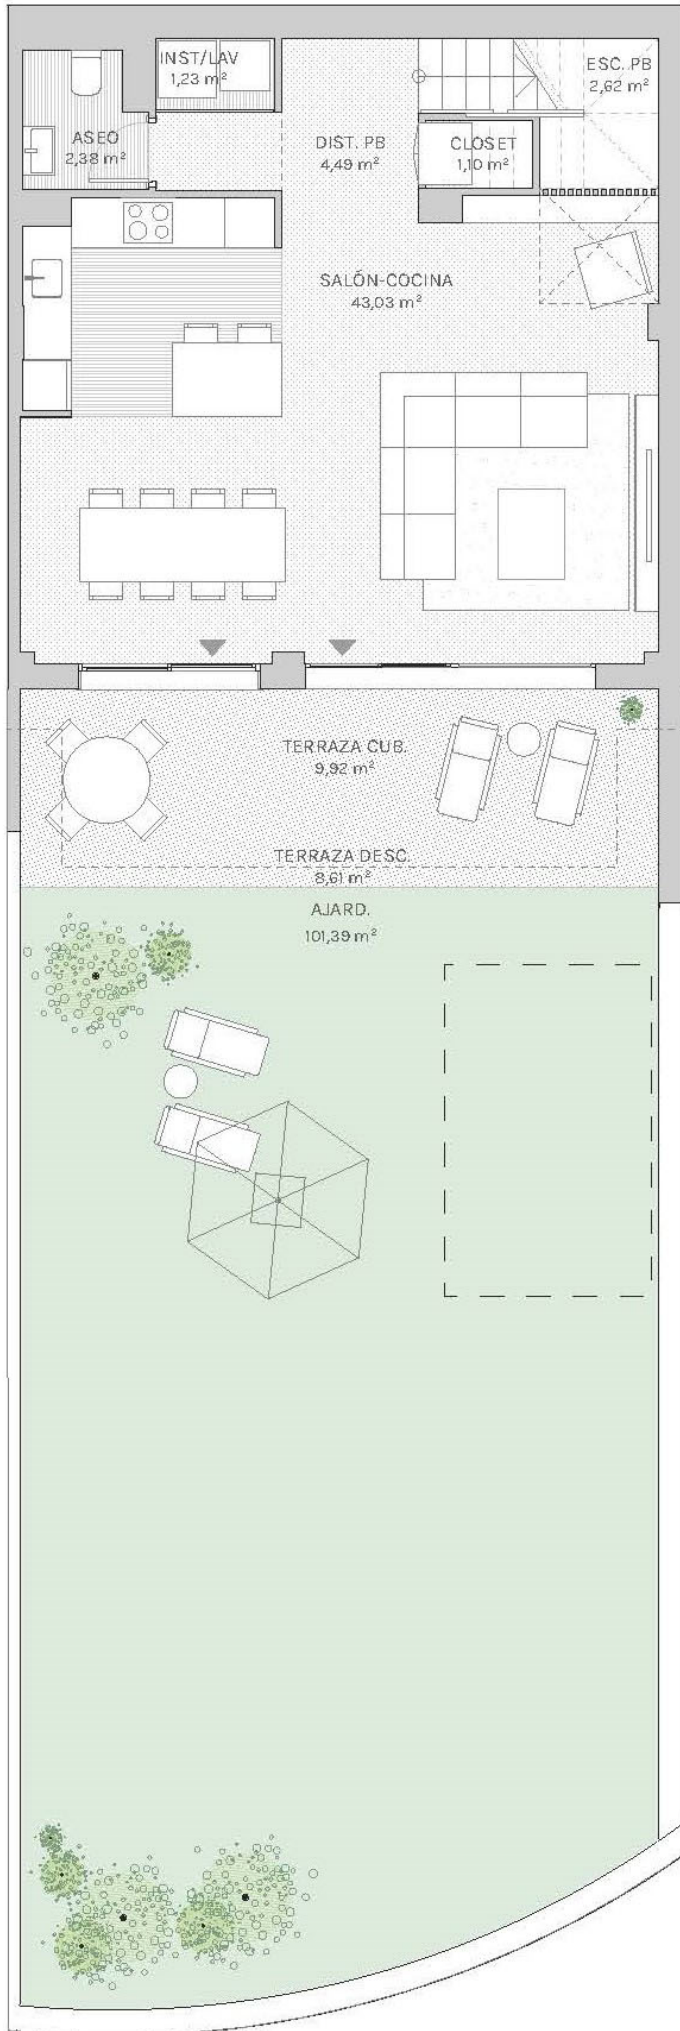 INST/LAV
1,23 m²
ESC. PB
2,62 m²
ASEO
2,38 m²
DIST. PB
4,49 m²
CLOSET
1,10 m²
SALÓN-COCINA
43,03 m²
TERRAZA CUB.
9,92 m²
TERRAZA DESC.
8,61 m²
AJARD.
101,39 m²